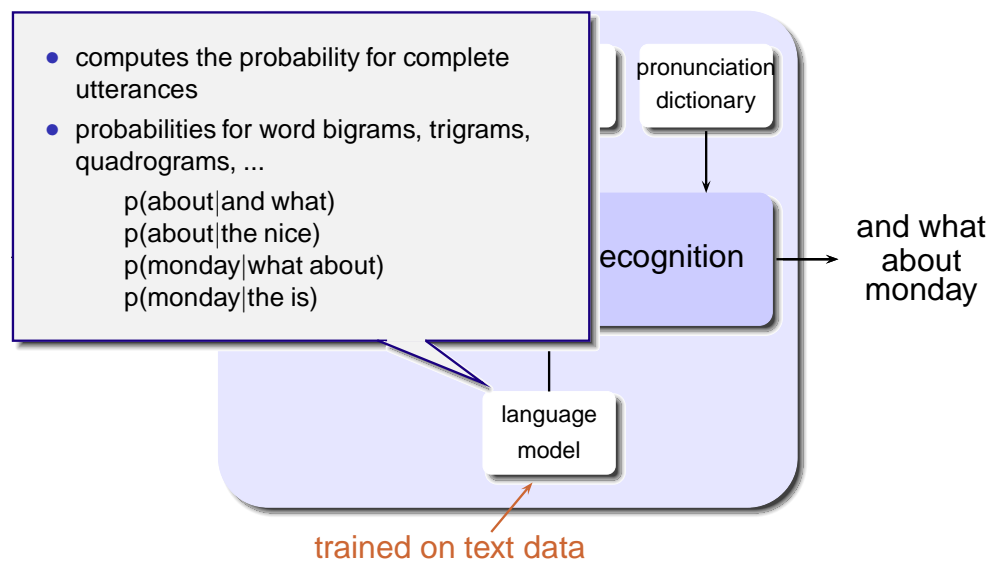 • computes the probability for complete
utterances
• probabilities for word bigrams, trigrams,
quadrograms, ...
p(about|and what)
p(about|the nice)
p(monday|what about)
p(monday|the is)
pronunciation
dictionary
ecognition
and what
about
monday
language
model
trained on text data